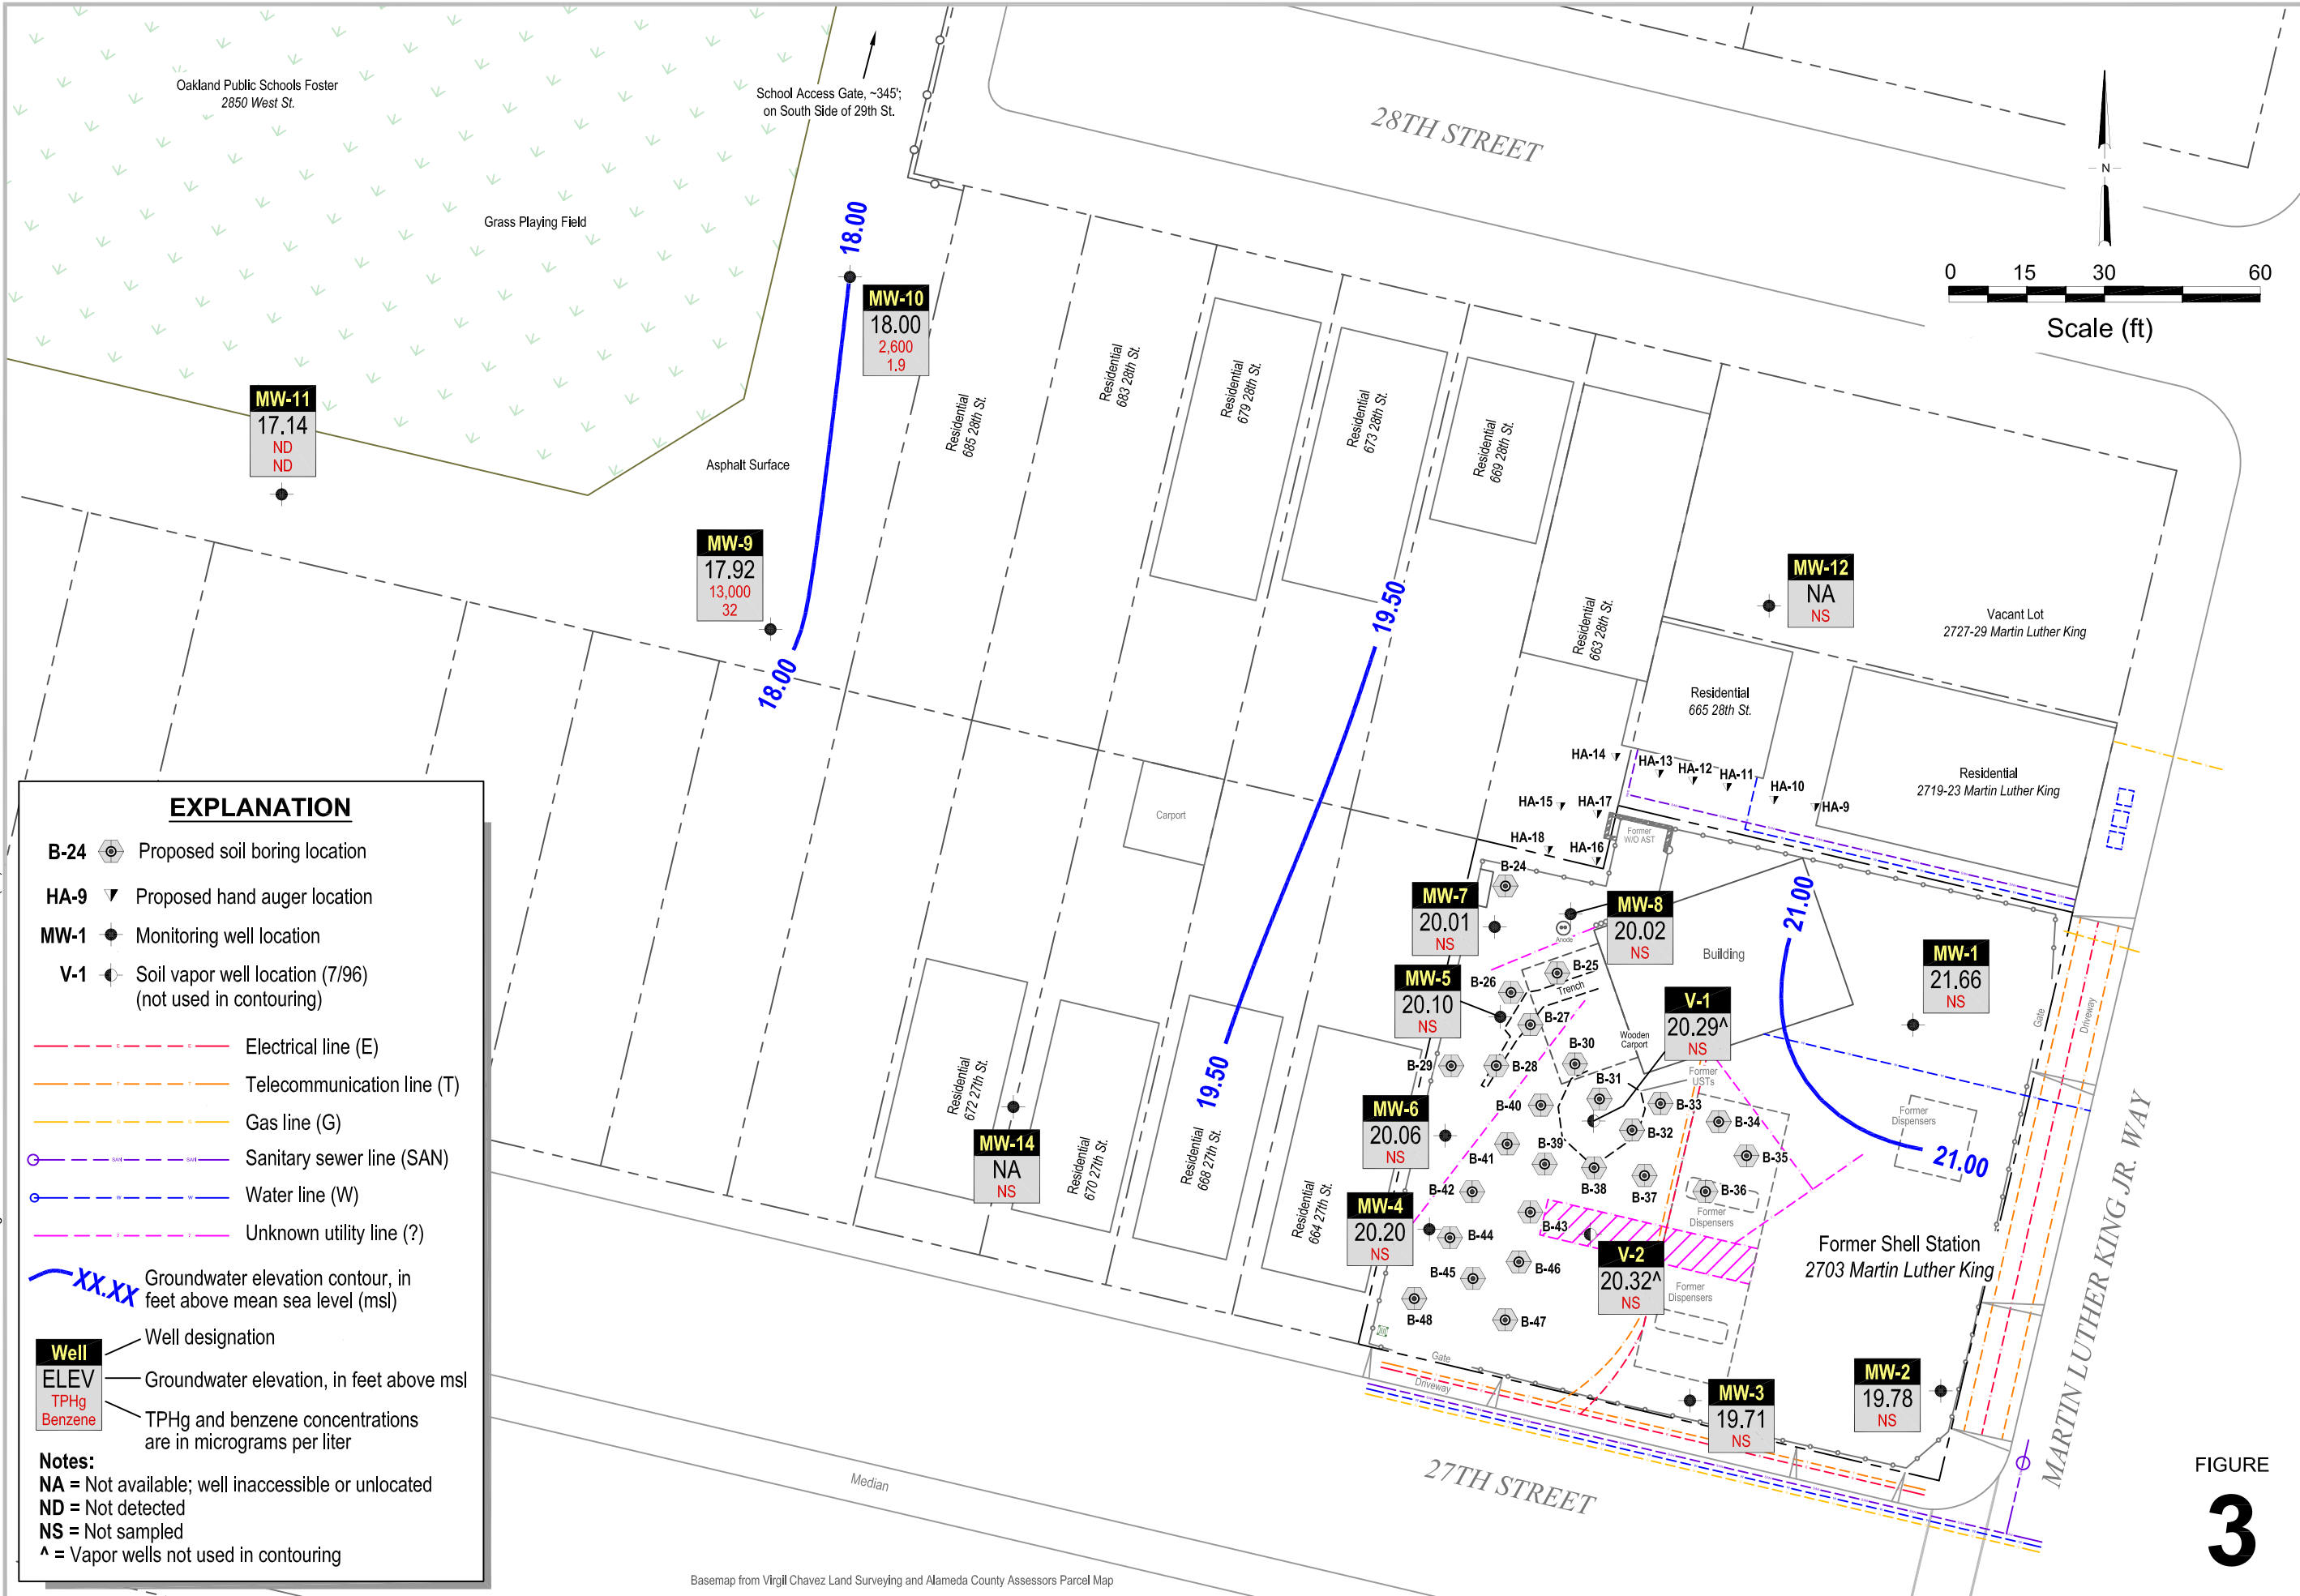 Oakland Public Schools Foster
2850 West St.
School Access Gate, ~345';
on South Side of 29th St.
28TH STREET
N
0 15 30 60
Scale (ft)
Grass Playing Field
18.00
MW-10
18.00
2,600
1.9
MW-11
17.14
ND
ND
Asphalt Surface
MW-9
17.92
13,000
32
18.00
Residential
685 28th St.
Residential
683 28th St.
Residential
679 28th St.
Residential
673 28th St.
Residential
669 28th St.
Residential
663 28th St.
19.50
MW-12
NA
NS
Vacant Lot
2727-29 Martin Luther King
Residential
665 28th St.
Residential
2719-23 Martin Luther King
HA-14
HA-13
HA-12
HA-11
HA-10
HA-9
HA-15
HA-17
HA-18
HA-16
Former
W/O AST
Carport
B-24
MW-7
20.01
NS
MW-8
20.02
NS
Anode
Building
21.00
MW-1
21.66
NS
MW-5
20.10
NS
B-26
B-25
Trench
B-27
V-1
20.29^
NS
Wooden
Carport
Gate
Driveway
B-29
B-28
B-30
B-31
Former
USTs
B-33
B-34
B-32
B-35
Former
Dispensers
21.00
MW-6
20.06
NS
B-40
B-39
B-41
B-38
B-37
B-36
Former
Dispensers
19.50
Residential
672 27th St.
MW-14
NA
NS
Residential
670 27th St.
Residential
668 27th St.
Residential
664 27th St.
MW-4
20.20
NS
B-42
B-43
B-44
B-45
B-46
B-48
B-47
V-2
20.32^
NS
Former
Dispensers
Former Shell Station
2703 Martin Luther King
MARTIN LUTHER KING JR. WAY
Gate
Driveway
MW-3
19.71
NS
MW-2
19.78
NS
27TH STREET
Median
EXPLANATION
B-24 Proposed soil boring location
HA-9 Proposed hand auger location
MW-1 Monitoring well location
V-1 Soil vapor well location (7/96)
(not used in contouring)
Electrical line (E)
Telecommunication line (T)
Gas line (G)
Sanitary sewer line (SAN)
Water line (W)
Unknown utility line (?)
XX.XX Groundwater elevation contour, in
feet above mean sea level (msl)
Well designation
Well
ELEV
TPHg
Benzene
Groundwater elevation, in feet above msl
TPHg and benzene concentrations
are in micrograms per liter
Notes:
NA = Not available; well inaccessible or unlocated
ND = Not detected
NS = Not sampled
^ = Vapor wells not used in contouring
Basemap from Virgil Chavez Land Surveying and Alameda County Assessors Parcel Map
FIGURE
3